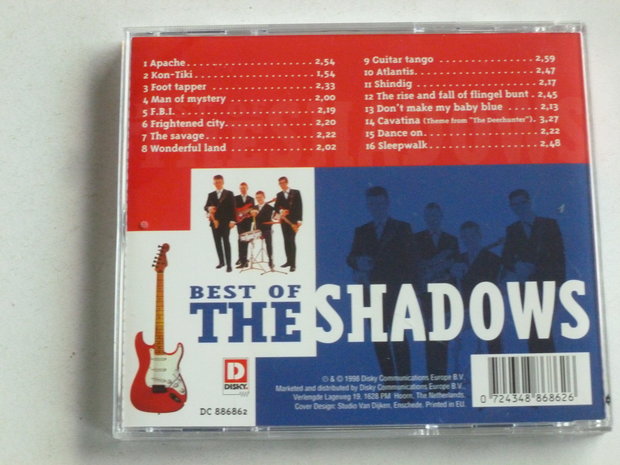 1 Apache 2,54
2 Kon-Tiki 1,54
3 Foot tapper 2,33
4 Man of mystery 2,00
5 F.B.I. 2,19
6 Frightened city 2,20
7 The savage 2,22
8 Wonderful land 2,02
9 Guitar tango 2,59
10 Atlantis 2,47
11 Shindig 2,17
12 The rise and fall of flingel bunt 2,45
13 Don't make my baby blue 2,13
14 Cavatina (Theme from "The Deerhunter") 3,27
15 Dance on 2,22
16 Sleepwalk 2,48
BEST OF
THE SHADOWS
D
DISKY
DC 886862
℗ & © 1998 Disky Communications Europe B.V.
Marketed and distributed by Disky Communications Europe B.V.,
Verlengde Lageweg 19, 1628 PM Hoorn, The Netherlands.
Cover Design: Studio Van Dijken, Enschede. Printed in EU.
0 724348 868626